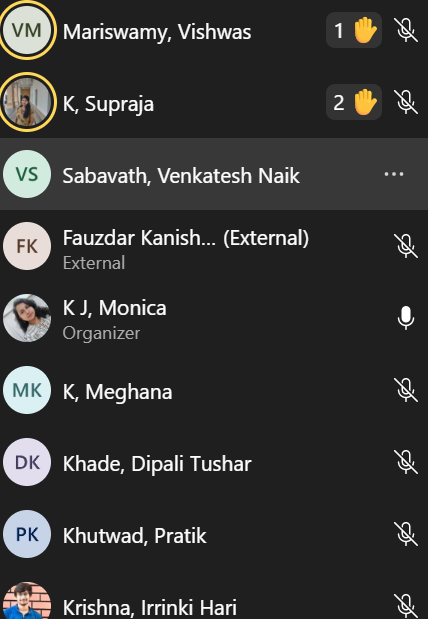 VM Mariswamy, Vishwas 1
K, Supraja 2
VS Sabavath, Venkatesh Naik
FK Fauzdar Kanish... (External)
External
K J, Monica
Organizer
MK K, Meghana
DK Khade, Dipali Tushar
PK Khutwad, Pratik
Krishna, Irrinki Hari